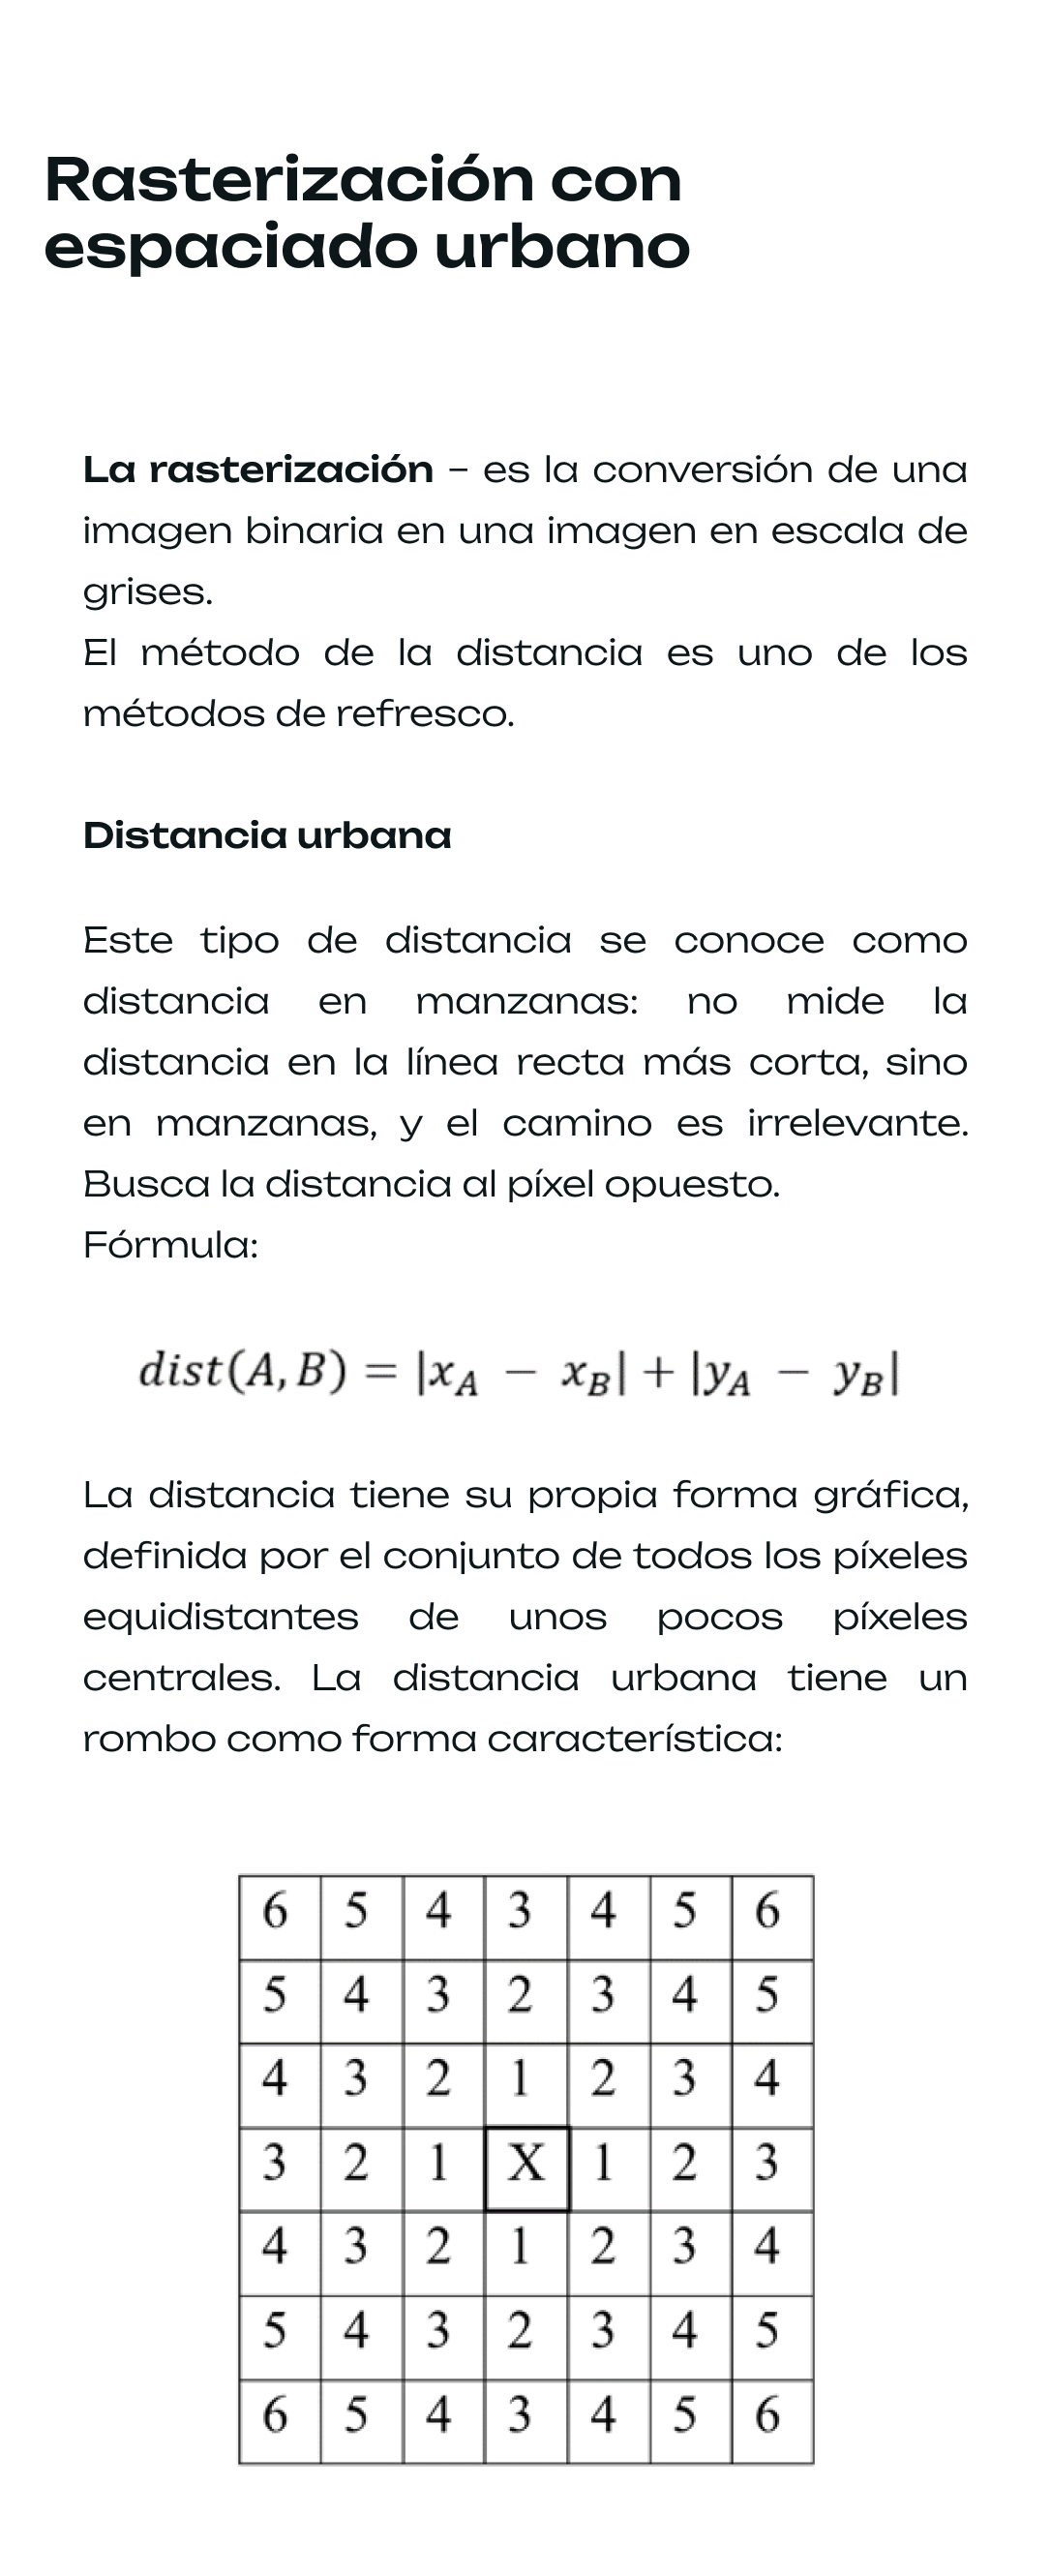 Rasterización con
espaciado urbano
La rasterización – es la conversión de una
imagen binaria en una imagen en escala de
grises.
El método de la distancia es uno de los
métodos de refresco.
Distancia urbana
Este tipo de distancia se conoce como
distancia en manzanas: no mide la
distancia en la línea recta más corta, sino
en manzanas, y el camino es irrelevante.
Busca la distancia al píxel opuesto.
Fórmula:
dist(A, B) = |x_A − x_B| + |y_A − y_B|
La distancia tiene su propia forma gráfica,
definida por el conjunto de todos los píxeles
equidistantes de unos pocos píxeles
centrales. La distancia urbana tiene un
rombo como forma característica:
6 5 4 3 4 5 6
5 4 3 2 3 4 5
4 3 2 1 2 3 4
3 2 1 X 1 2 3
4 3 2 1 2 3 4
5 4 3 2 3 4 5
6 5 4 3 4 5 6